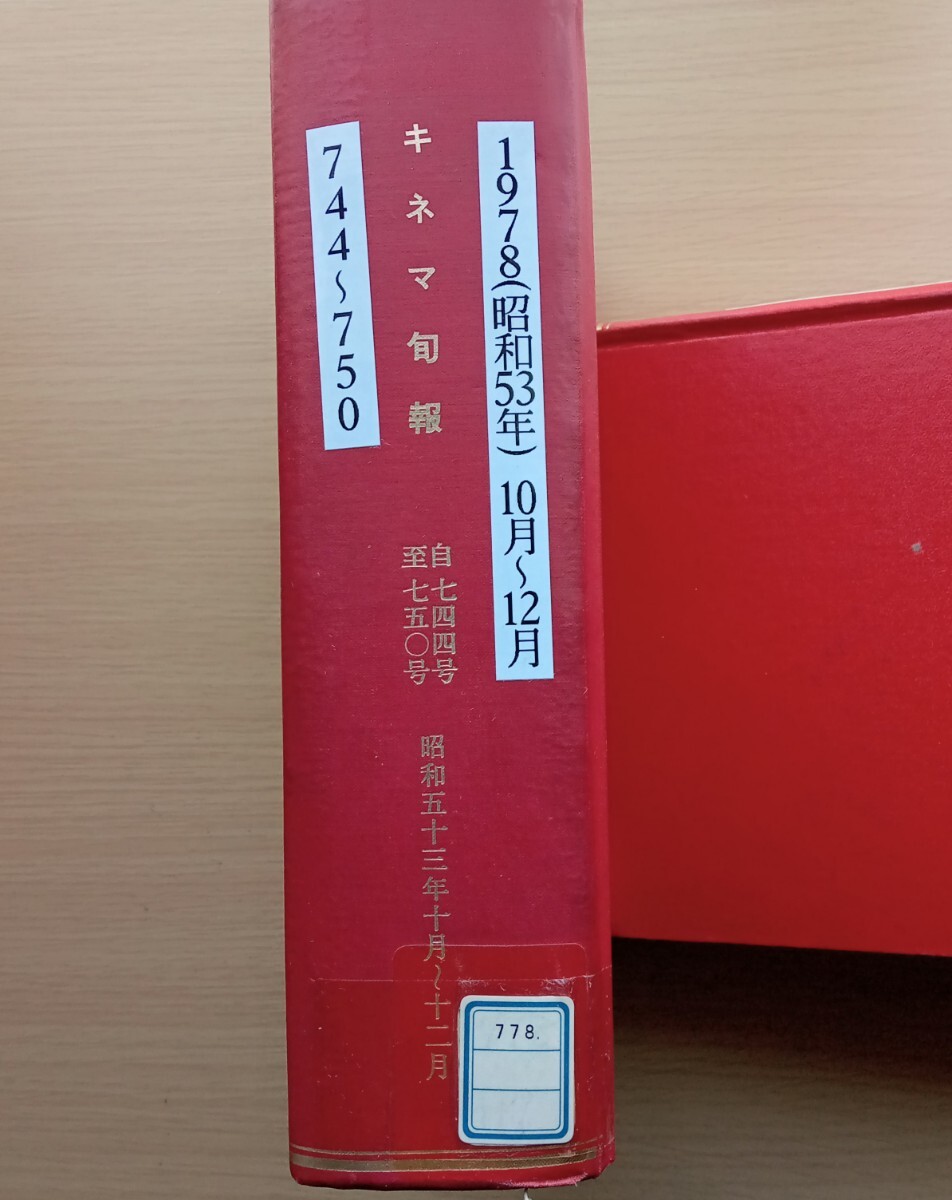 1978(昭和53年) 10月~12月
キネマ旬報
自七四四号
至七五〇号
昭和五十三年十月~十二月
744~750
778.